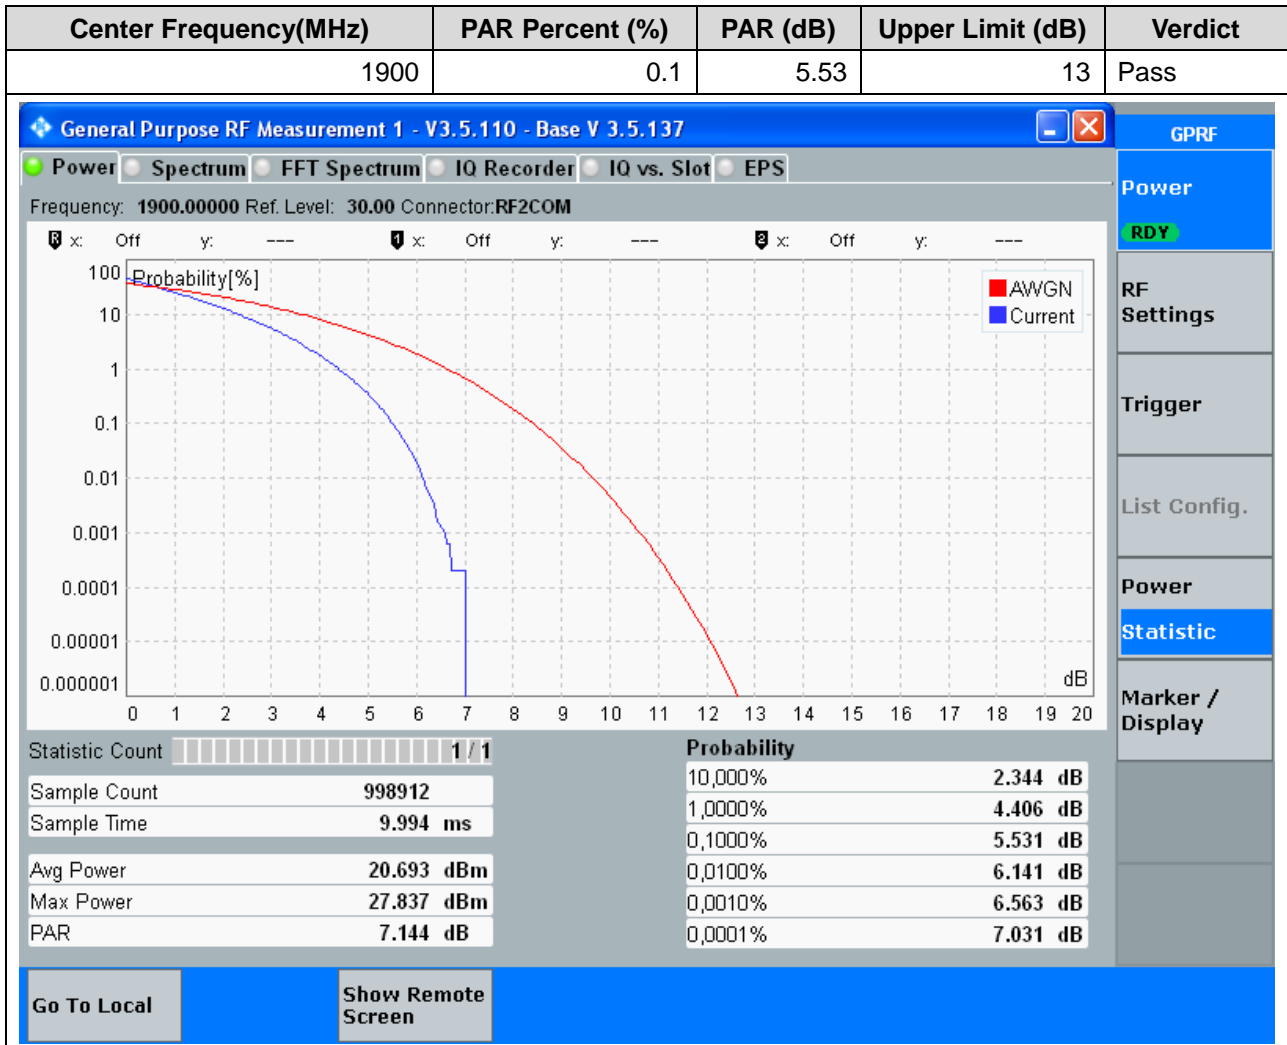 Center Frequency(MHz) PAR Percent (%) PAR (dB) Upper Limit (dB) Verdict
1900 0.1 5.53 13 Pass
General Purpose RF Measurement 1 - V3.5.110 - Base V 3.5.137
GPRF
Power Spectrum FFT Spectrum IQ Recorder IQ vs. Slot EPS
Frequency: 1900.00000 Ref. Level: 30.00 Connector:RF2COM
R x: Off y: --- 1 x: Off y: --- 2 x: Off y: ---
Probability[%]
AWGN
Current
100
10
1
0.1
0.01
0.001
0.0001
0.00001
0.000001
dB
0 1 2 3 4 5 6 7 8 9 10 11 12 13 14 15 16 17 18 19 20
Statistic Count 1 / 1
Sample Count 998912
Sample Time 9.994 ms
Avg Power 20.693 dBm
Max Power 27.837 dBm
PAR 7.144 dB
Probability
10,000% 2.344 dB
1,0000% 4.406 dB
0,1000% 5.531 dB
0,0100% 6.141 dB
0,0010% 6.563 dB
0,0001% 7.031 dB
Power
RDY
RF
Settings
Trigger
List Config.
Power
Statistic
Marker /
Display
Go To Local
Show Remote
Screen